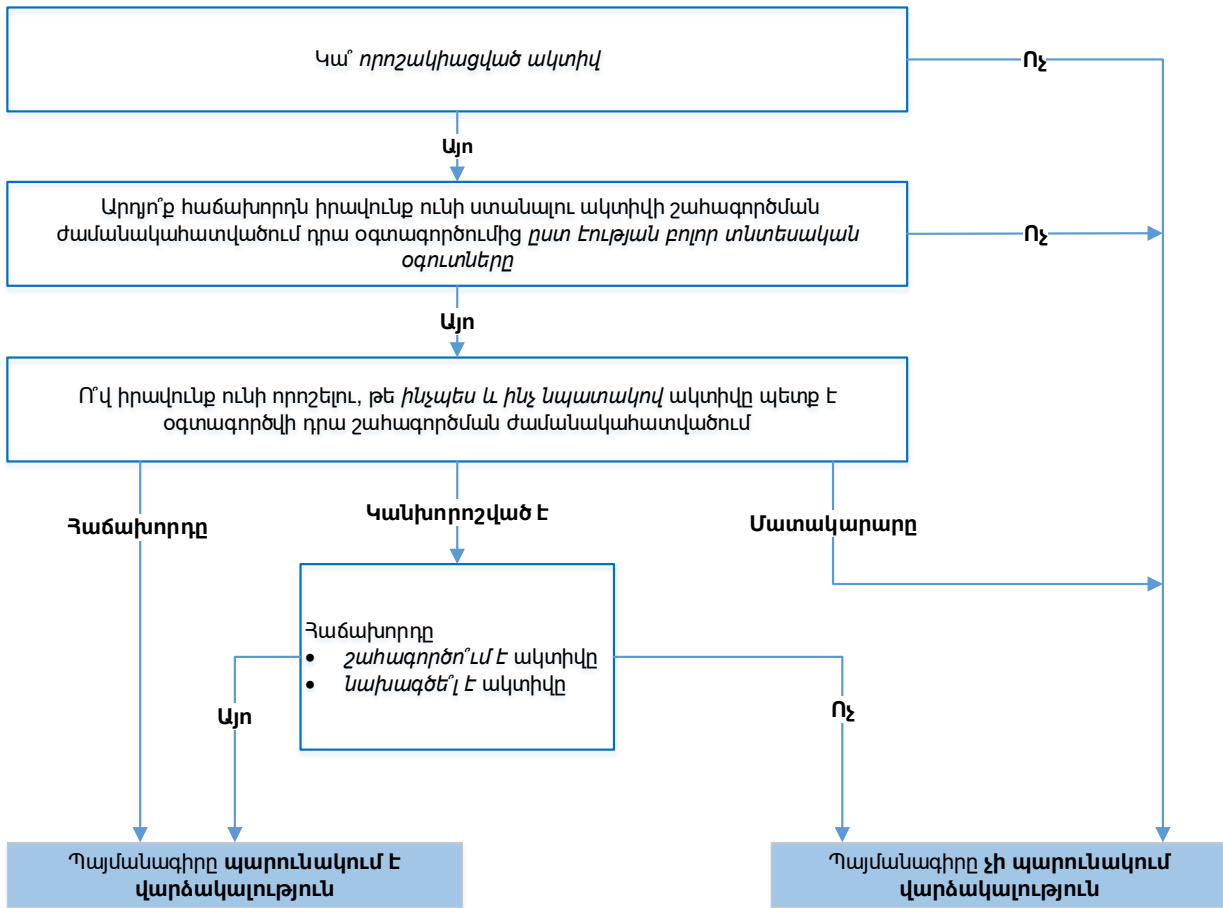 Կա՞ որոշակիացված ակտիվ
Ոչ
Այո
Արդյո՞ք հաճախորդն իրավունք ունի ստանալու ակտիվի շահագործման
ժամանակահատվածում դրա օգտագործումից ըստ էության բոլոր տնտեսական
օգուտները
Ոչ
Այո
Ո՞վ իրավունք ունի որոշելու, թե ինչպես և ինչ նպատակով ակտիվը պետք է
օգտագործվի դրա շահագործման ժամանակահատվածում
Հաճախորդը
Կանխորոշված է
Մատակարարը
Հաճախորդը
• շահագործո՞ւմ է ակտիվը
• նախագծե՞լ է ակտիվը
Այո
Ոչ
Պայմանագիրը պարունակում է
վարձակալություն
Պայմանագիրը չի պարունակում
վարձակալություն